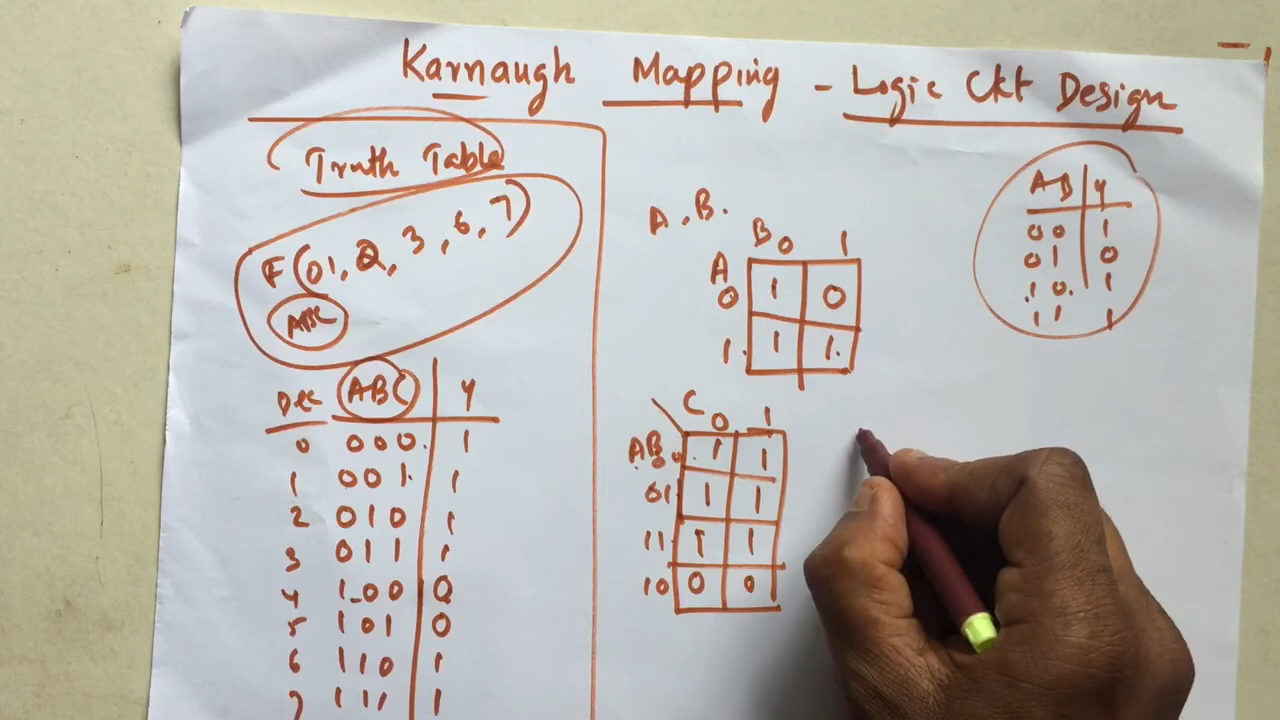 Karnaugh Mapping - Logic Ckt Design
Truth Table
F(01, 2, 3, 6, 7)
ABC
Dec ABC Y
0 000. 1
1 001. 1
2 010 1
3 011 1
4 100 0
5 101 0
6 110 1
7 111 1
A, B.
B 0 1
A
0 1 0
1. 1 1.
C 0 1
AB
00 1 1
01 1 1
11 1 1
10 0 0
AB Y
00 1
01 0
10. 1
11 1